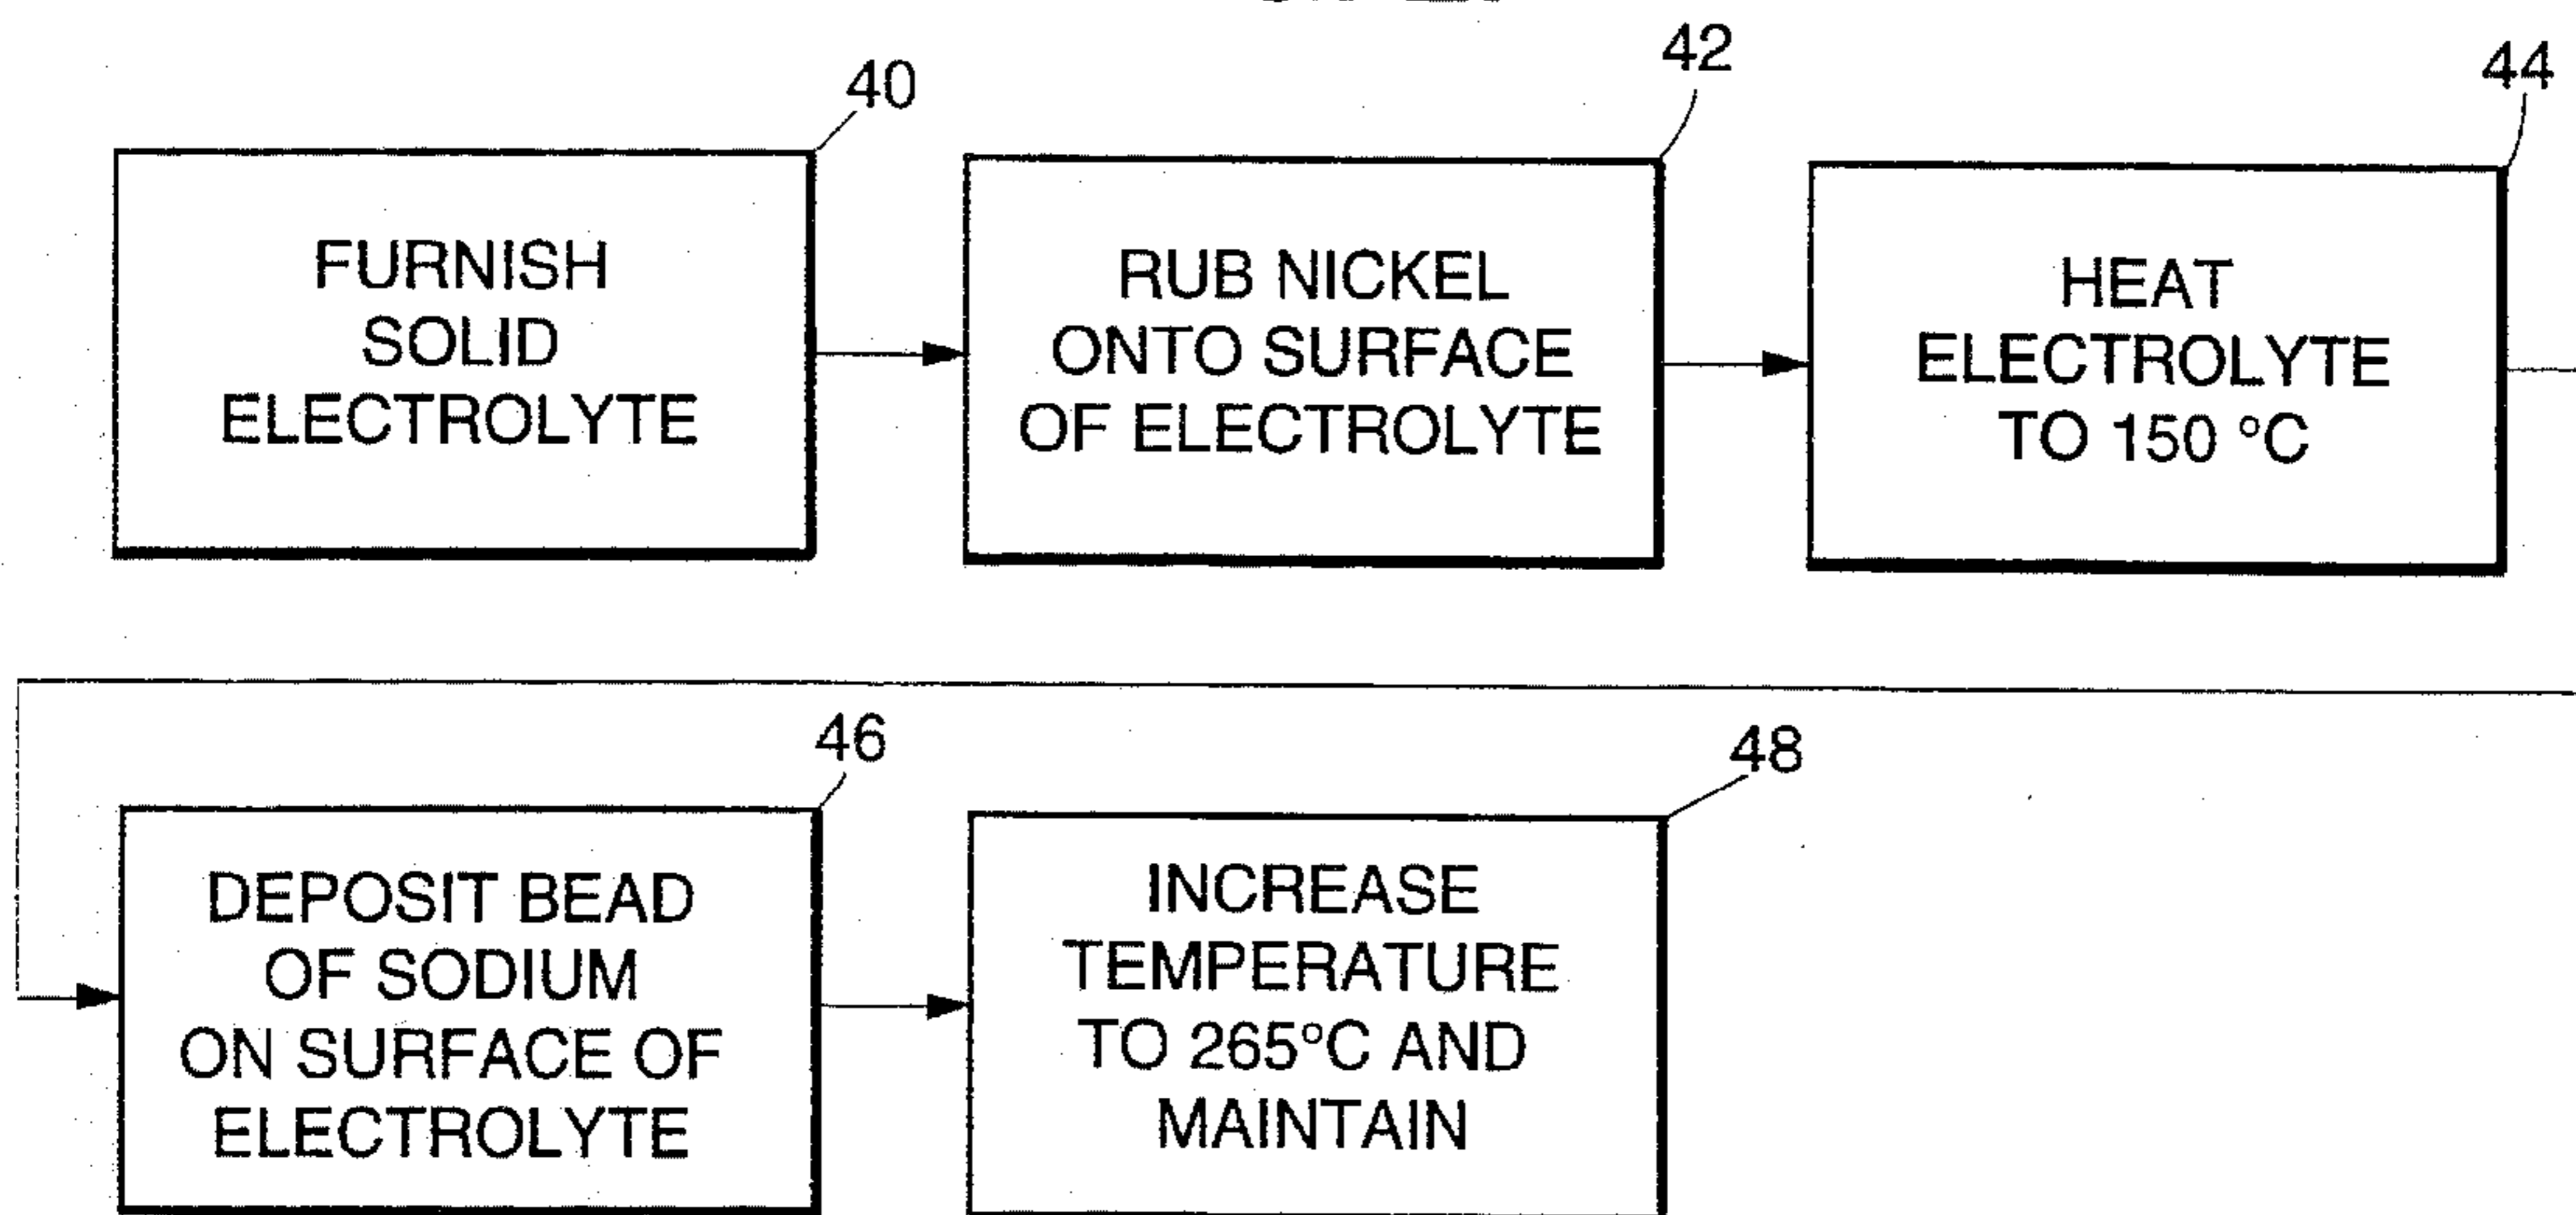 40
FURNISH
SOLID
ELECTROLYTE
42
RUB NICKEL
ONTO SURFACE
OF ELECTROLYTE
44
HEAT
ELECTROLYTE
TO 150 °C
46
DEPOSIT BEAD
OF SODIUM
ON SURFACE OF
ELECTROLYTE
48
INCREASE
TEMPERATURE
TO 265°C AND
MAINTAIN